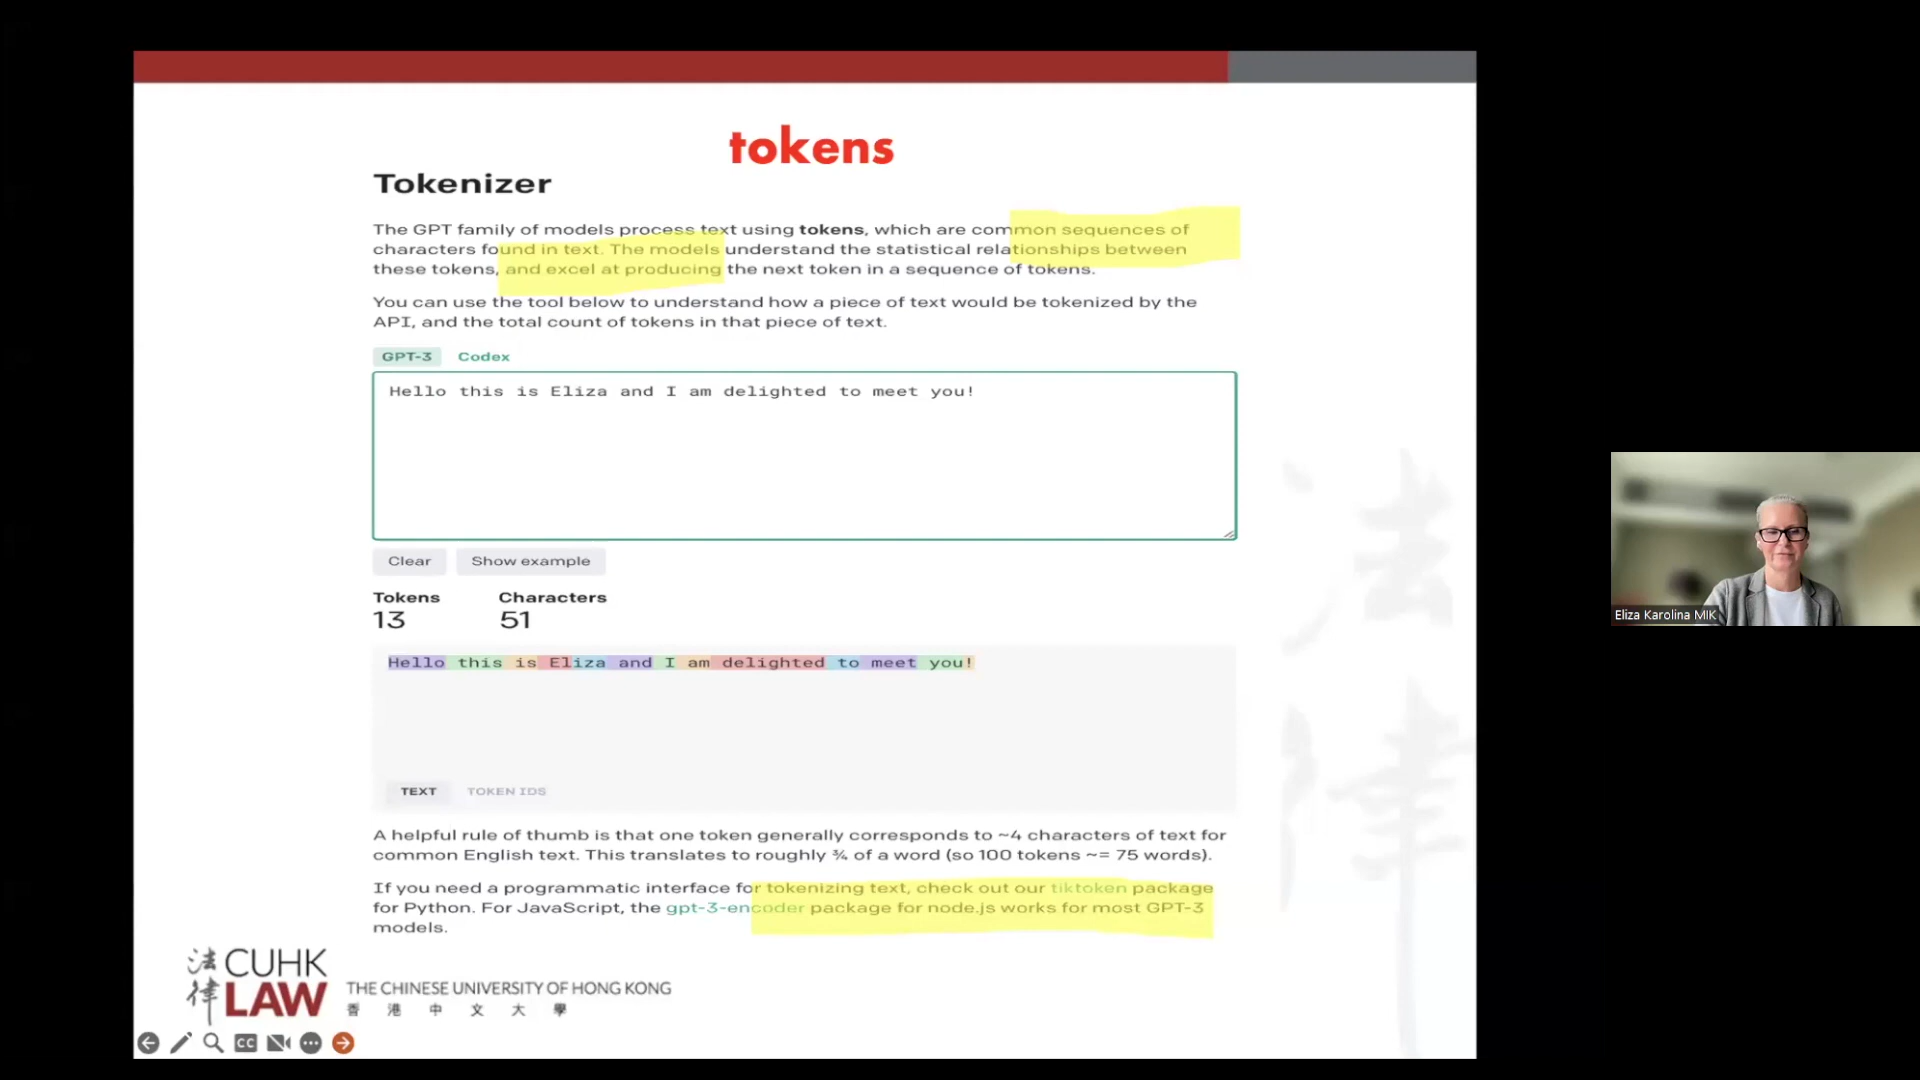 tokens
Tokenizer
The GPT family of models process text using tokens, which are common sequences of
characters found in text. The models understand the statistical relationships between
these tokens, and excel at producing the next token in a sequence of tokens.
You can use the tool below to understand how a piece of text would be tokenized by the
API, and the total count of tokens in that piece of text.
GPT-3 Codex
Hello this is Eliza and I am delighted to meet you!
Clear Show example
Tokens Characters
13 51
Hello this is Eliza and I am delighted to meet you!
TEXT TOKEN IDS
A helpful rule of thumb is that one token generally corresponds to ~4 characters of text for
common English text. This translates to roughly ¾ of a word (so 100 tokens ~= 75 words).
If you need a programmatic interface for tokenizing text, check out our tiktoken package
for Python. For JavaScript, the gpt-3-encoder package for node.js works for most GPT-3
models.
法律
CUHK
LAW
THE CHINESE UNIVERSITY OF HONG KONG
香港中文大學
CC
法律
Eliza Karolina MIK